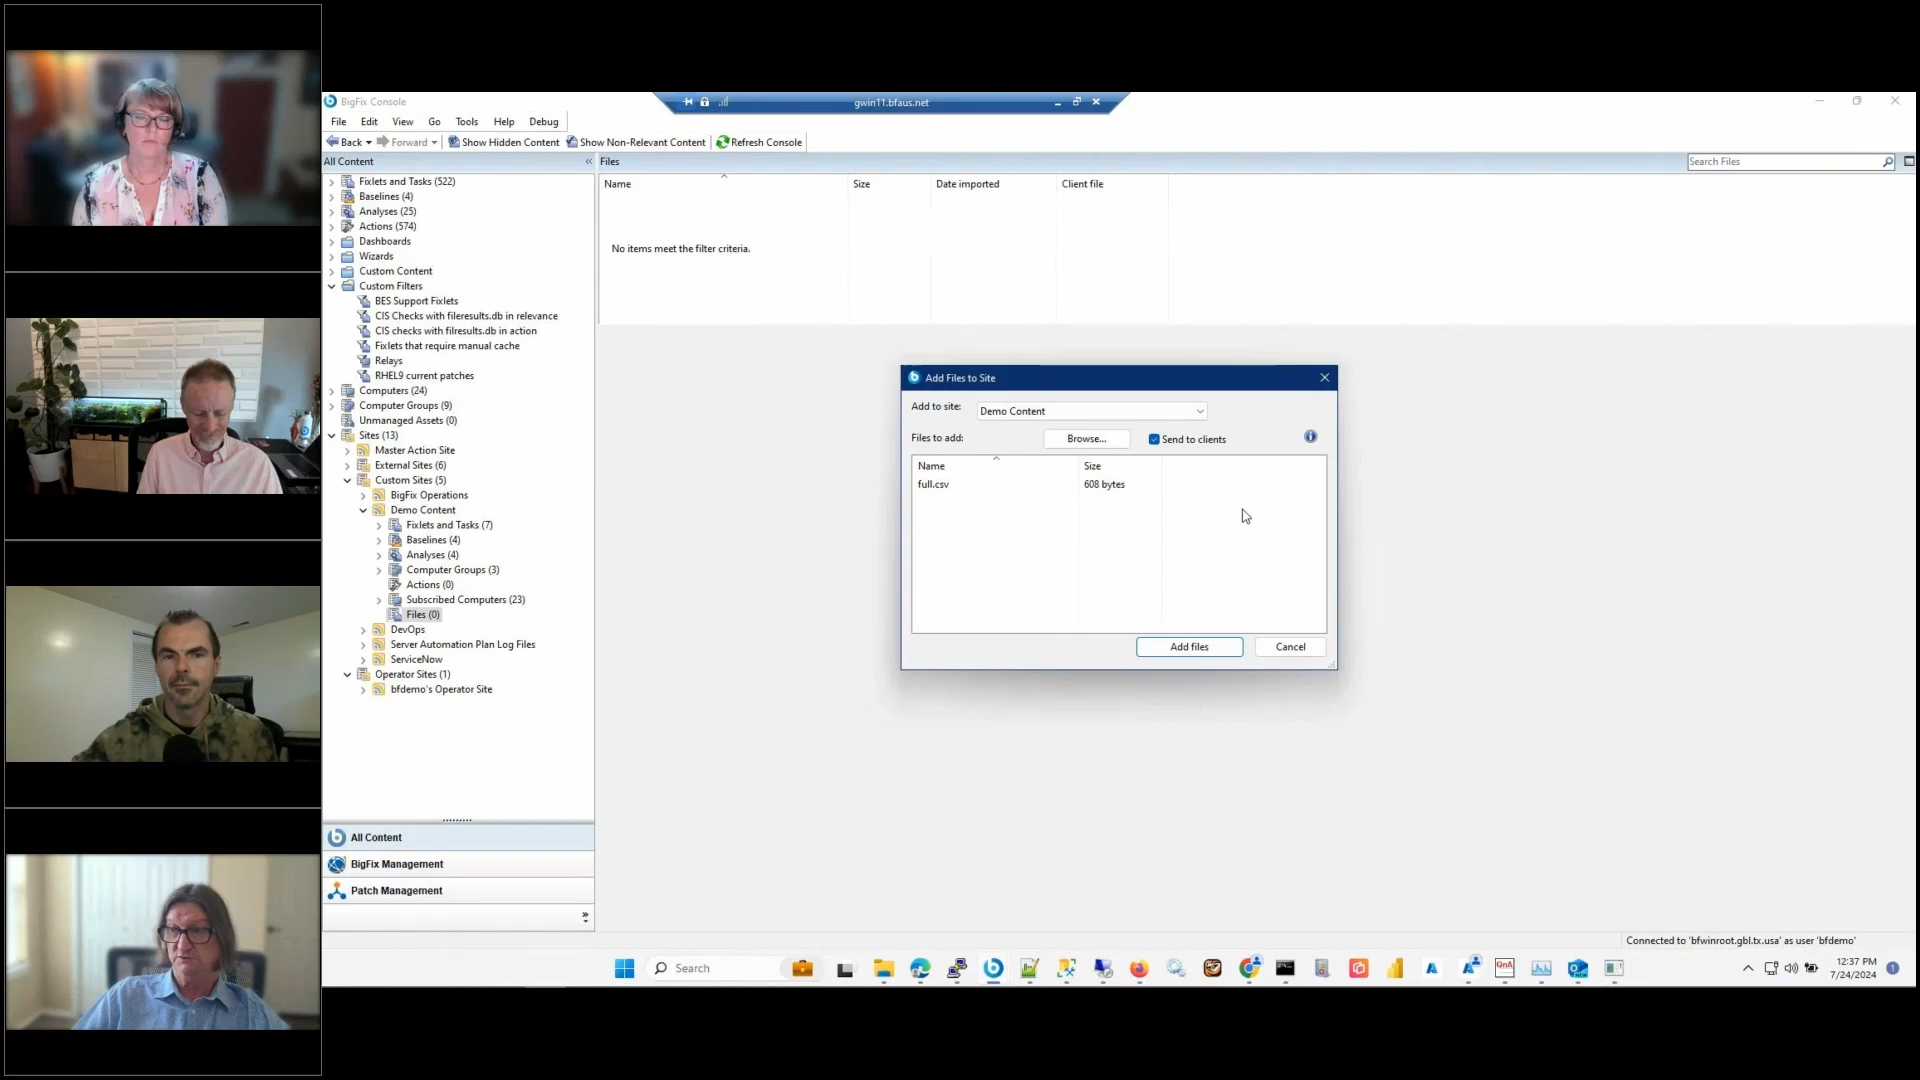 BigFix Console
gwin11.bfaus.net
File Edit View Go Tools Help Debug
Back Forward Show Hidden Content Show Non-Relevant Content Refresh Console
All Content
Fixlets and Tasks (522)
Baselines (4)
Analyses (25)
Actions (574)
Dashboards
Wizards
Custom Content
Custom Filters
BES Support Fixlets
CIS Checks with fileresults.db in relevance
CIS checks with filresults.db in action
Fixlets that require manual cache
Relays
RHEL9 current patches
Computers (24)
Computer Groups (9)
Unmanaged Assets (0)
Sites (13)
Master Action Site
External Sites (6)
Custom Sites (5)
BigFix Operations
Demo Content
Fixlets and Tasks (7)
Baselines (4)
Analyses (4)
Computer Groups (3)
Actions (0)
Subscribed Computers (23)
Files (0)
DevOps
Server Automation Plan Log Files
ServiceNow
Operator Sites (1)
bfdemo's Operator Site
All Content
BigFix Management
Patch Management
Files
Search Files
Name Size Date imported Client file
No items meet the filter criteria.
Add Files to Site
Add to site: Demo Content
Files to add: Browse... Send to clients
Name Size
full.csv 608 bytes
Add files Cancel
Connected to 'bfwinroot.gbl.tx.usa' as user 'bfdemo'
Search
QnA
12:37 PM
7/24/2024
1